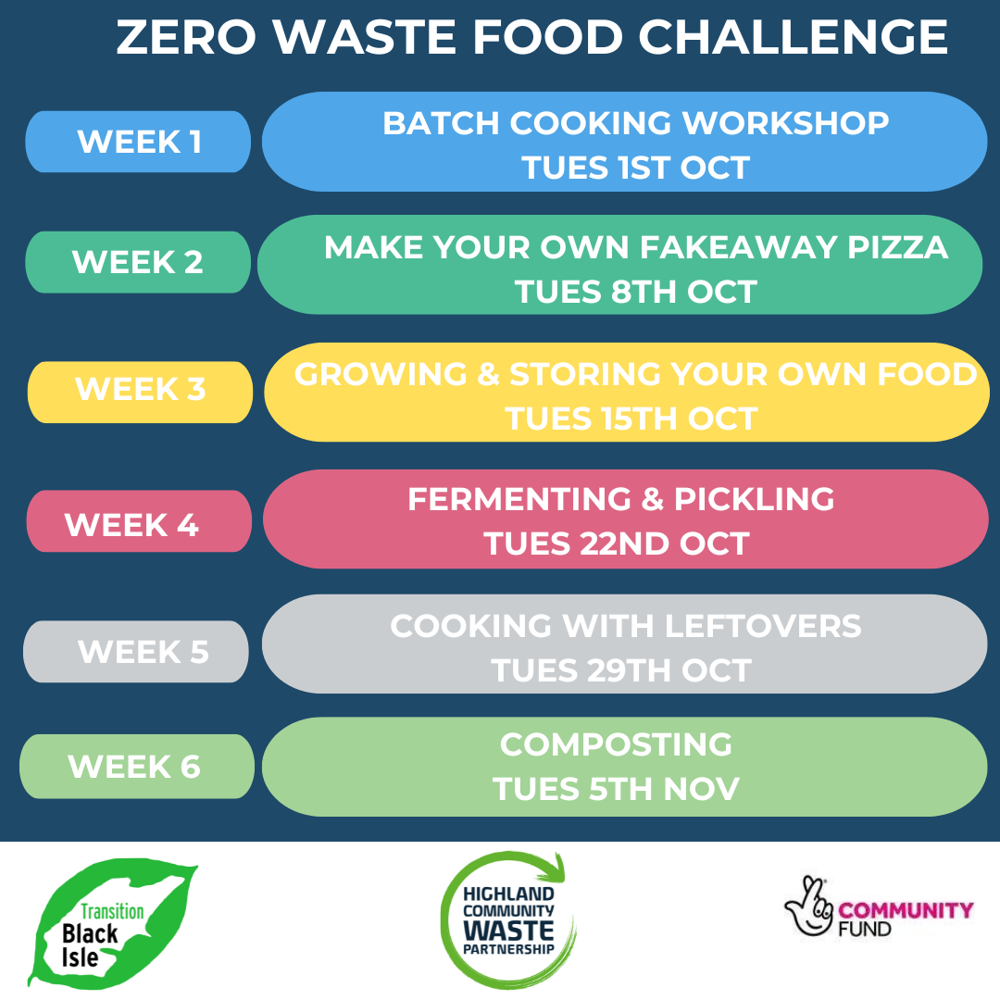 ZERO WASTE FOOD CHALLENGE
WEEK 1
BATCH COOKING WORKSHOP
TUES 1ST OCT
WEEK 2
MAKE YOUR OWN FAKEAWAY PIZZA
TUES 8TH OCT
WEEK 3
GROWING & STORING YOUR OWN FOOD
TUES 15TH OCT
WEEK 4
FERMENTING & PICKLING
TUES 22ND OCT
WEEK 5
COOKING WITH LEFTOVERS
TUES 29TH OCT
WEEK 6
COMPOSTING
TUES 5TH NOV
Transition
Black
Isle
HIGHLAND
COMMUNITY
WASTE
PARTNERSHIP
COMMUNITY
FUND